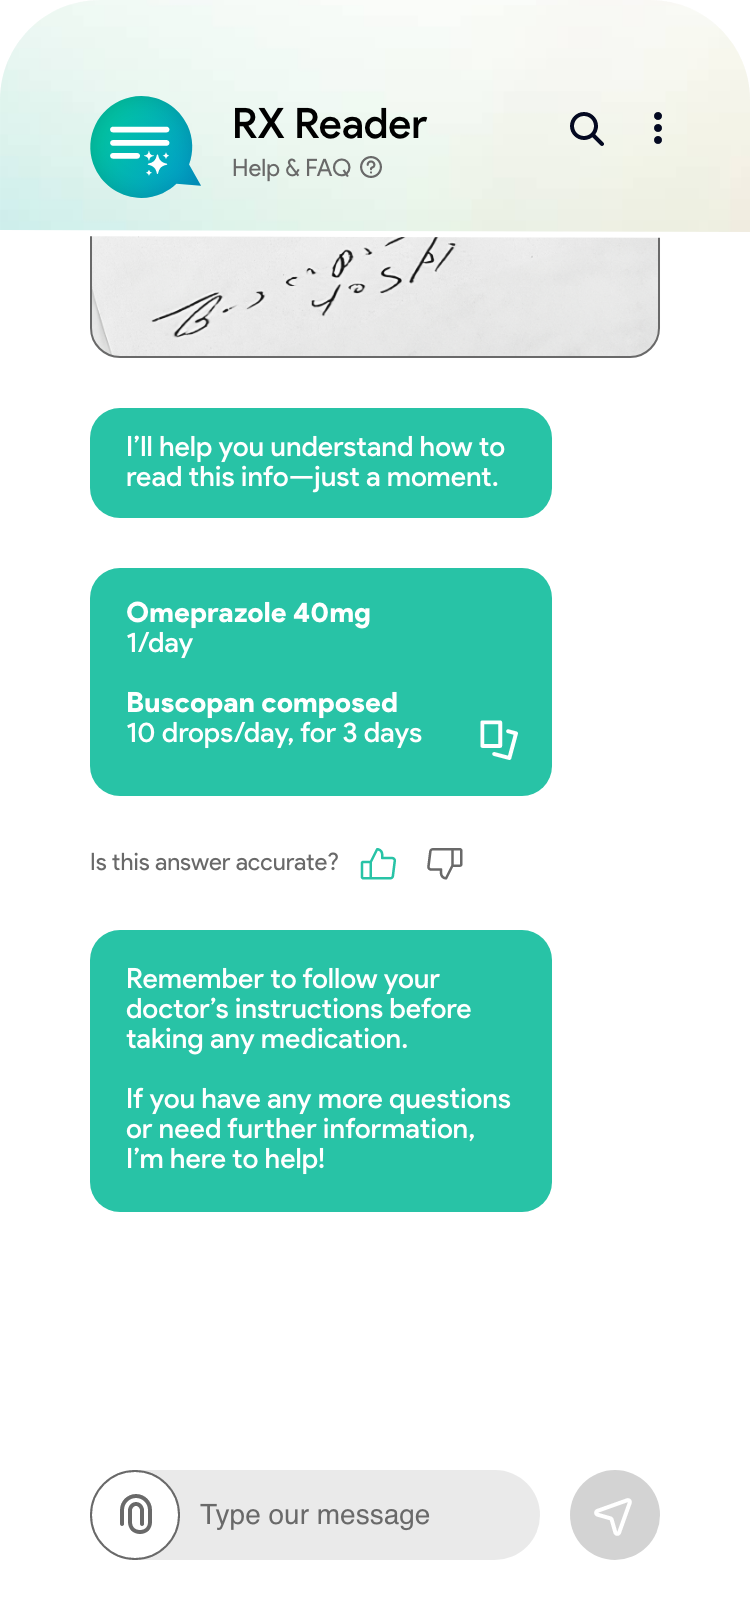 RX Reader
Help & FAQ
I’ll help you understand how to
read this info—just a moment.
Omeprazole 40mg
1/day
Buscopan composed
10 drops/day, for 3 days
Is this answer accurate?
Remember to follow your
doctor’s instructions before
taking any medication.
If you have any more questions
or need further information,
I’m here to help!
Type our message